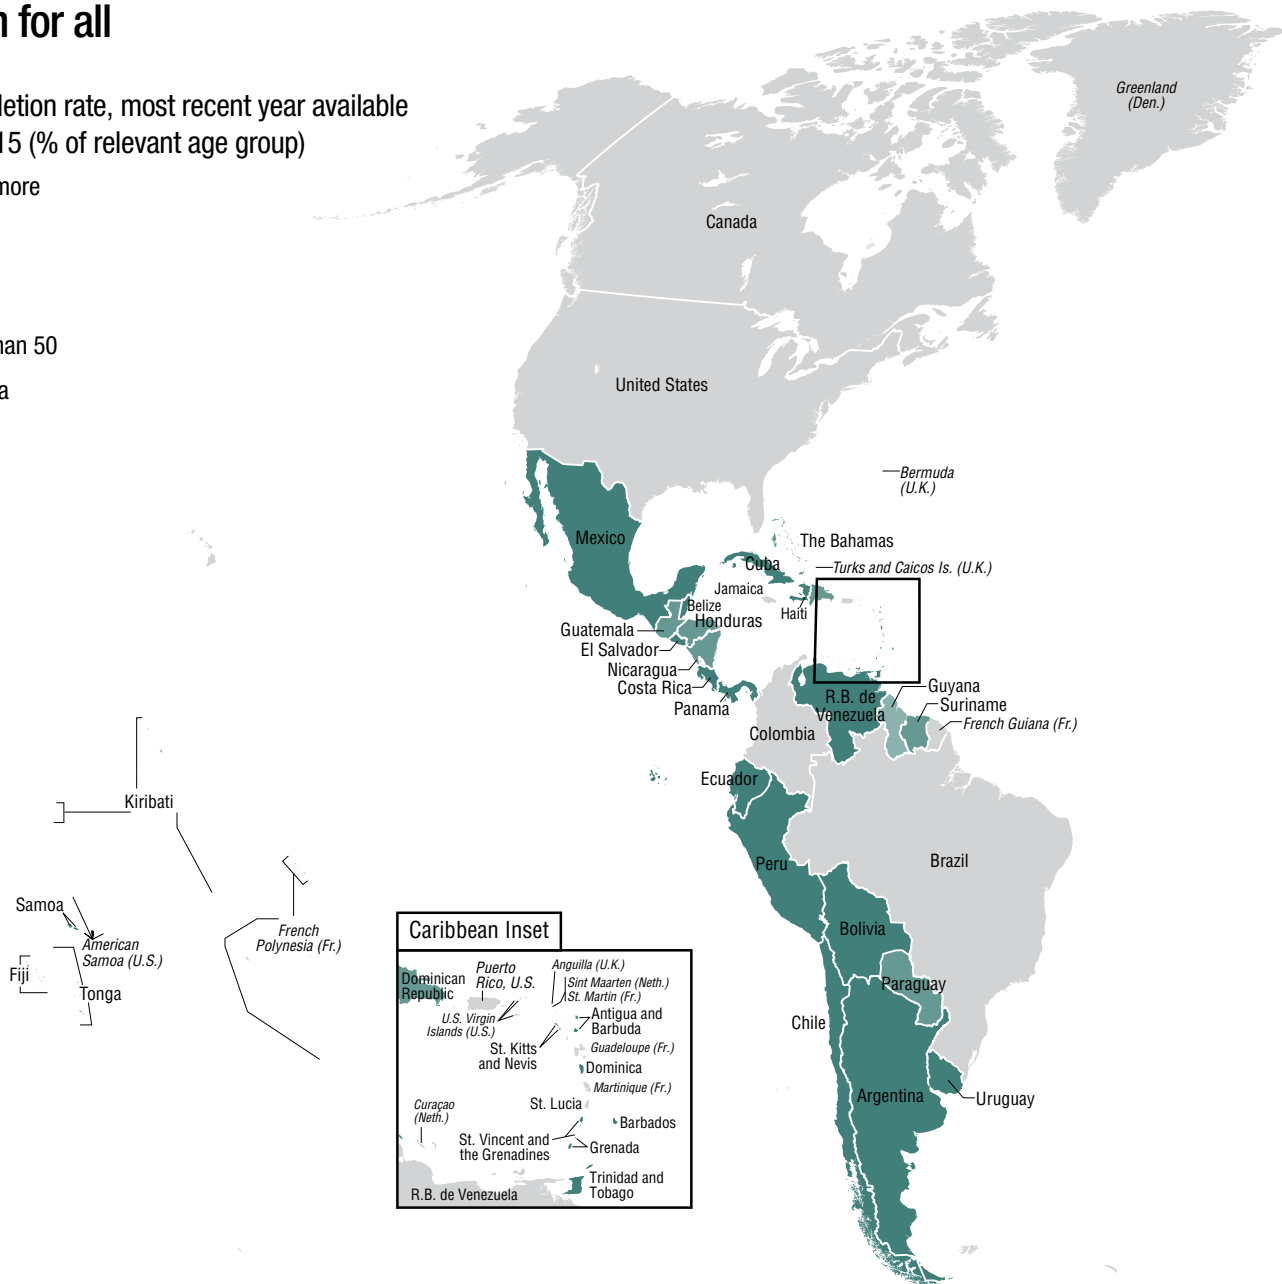 n for all
letion rate, most recent year available
15 (% of relevant age group)
more
han 50
a
Greenland
(Den.)
Canada
United States
Bermuda
(U.K.)
Mexico
The Bahamas
Cuba
Turks and Caicos Is. (U.K.)
Jamaica
Belize
Haiti
Honduras
Guatemala
El Salvador
Nicaragua
Costa Rica
Panama
R.B. de
Venezuela
Guyana
Suriname
French Guiana (Fr.)
Colombia
Ecuador
Kiribati
Peru
Brazil
Samoa
American
Samoa (U.S.)
French
Polynesia (Fr.)
Fiji
Tonga
Bolivia
Paraguay
Chile
Argentina
Uruguay
Caribbean Inset
Dominican
Republic
Puerto
Rico, U.S.
Anguilla (U.K.)
Sint Maarten (Neth.)
St. Martin (Fr.)
U.S. Virgin
Islands (U.S.)
Antigua and
Barbuda
St. Kitts
and Nevis
Guadeloupe (Fr.)
Dominica
Martinique (Fr.)
St. Lucia
Curaçao
(Neth.)
Barbados
St. Vincent and
the Grenadines
Grenada
Trinidad and
Tobago
R.B. de Venezuela